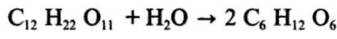 C₁₂ H₂₂ O₁₁ + H₂O → 2 C₆ H₁₂ O₆